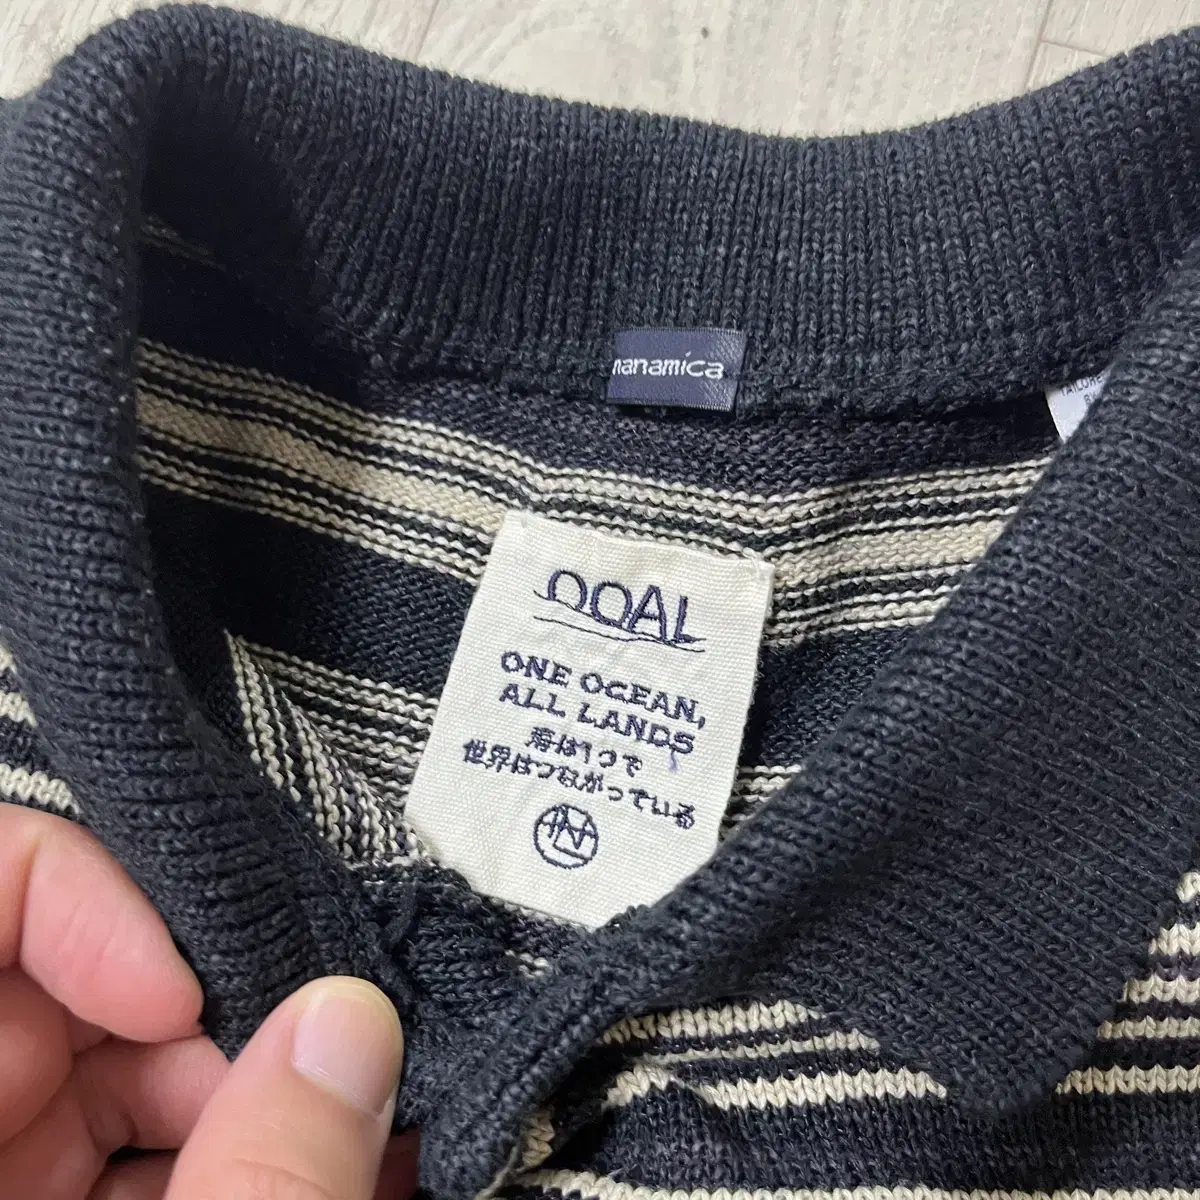 nanamica
TAILORED
OOAL
ONE OCEAN,
ALL LANDS
海は1つで
世界はつながっている